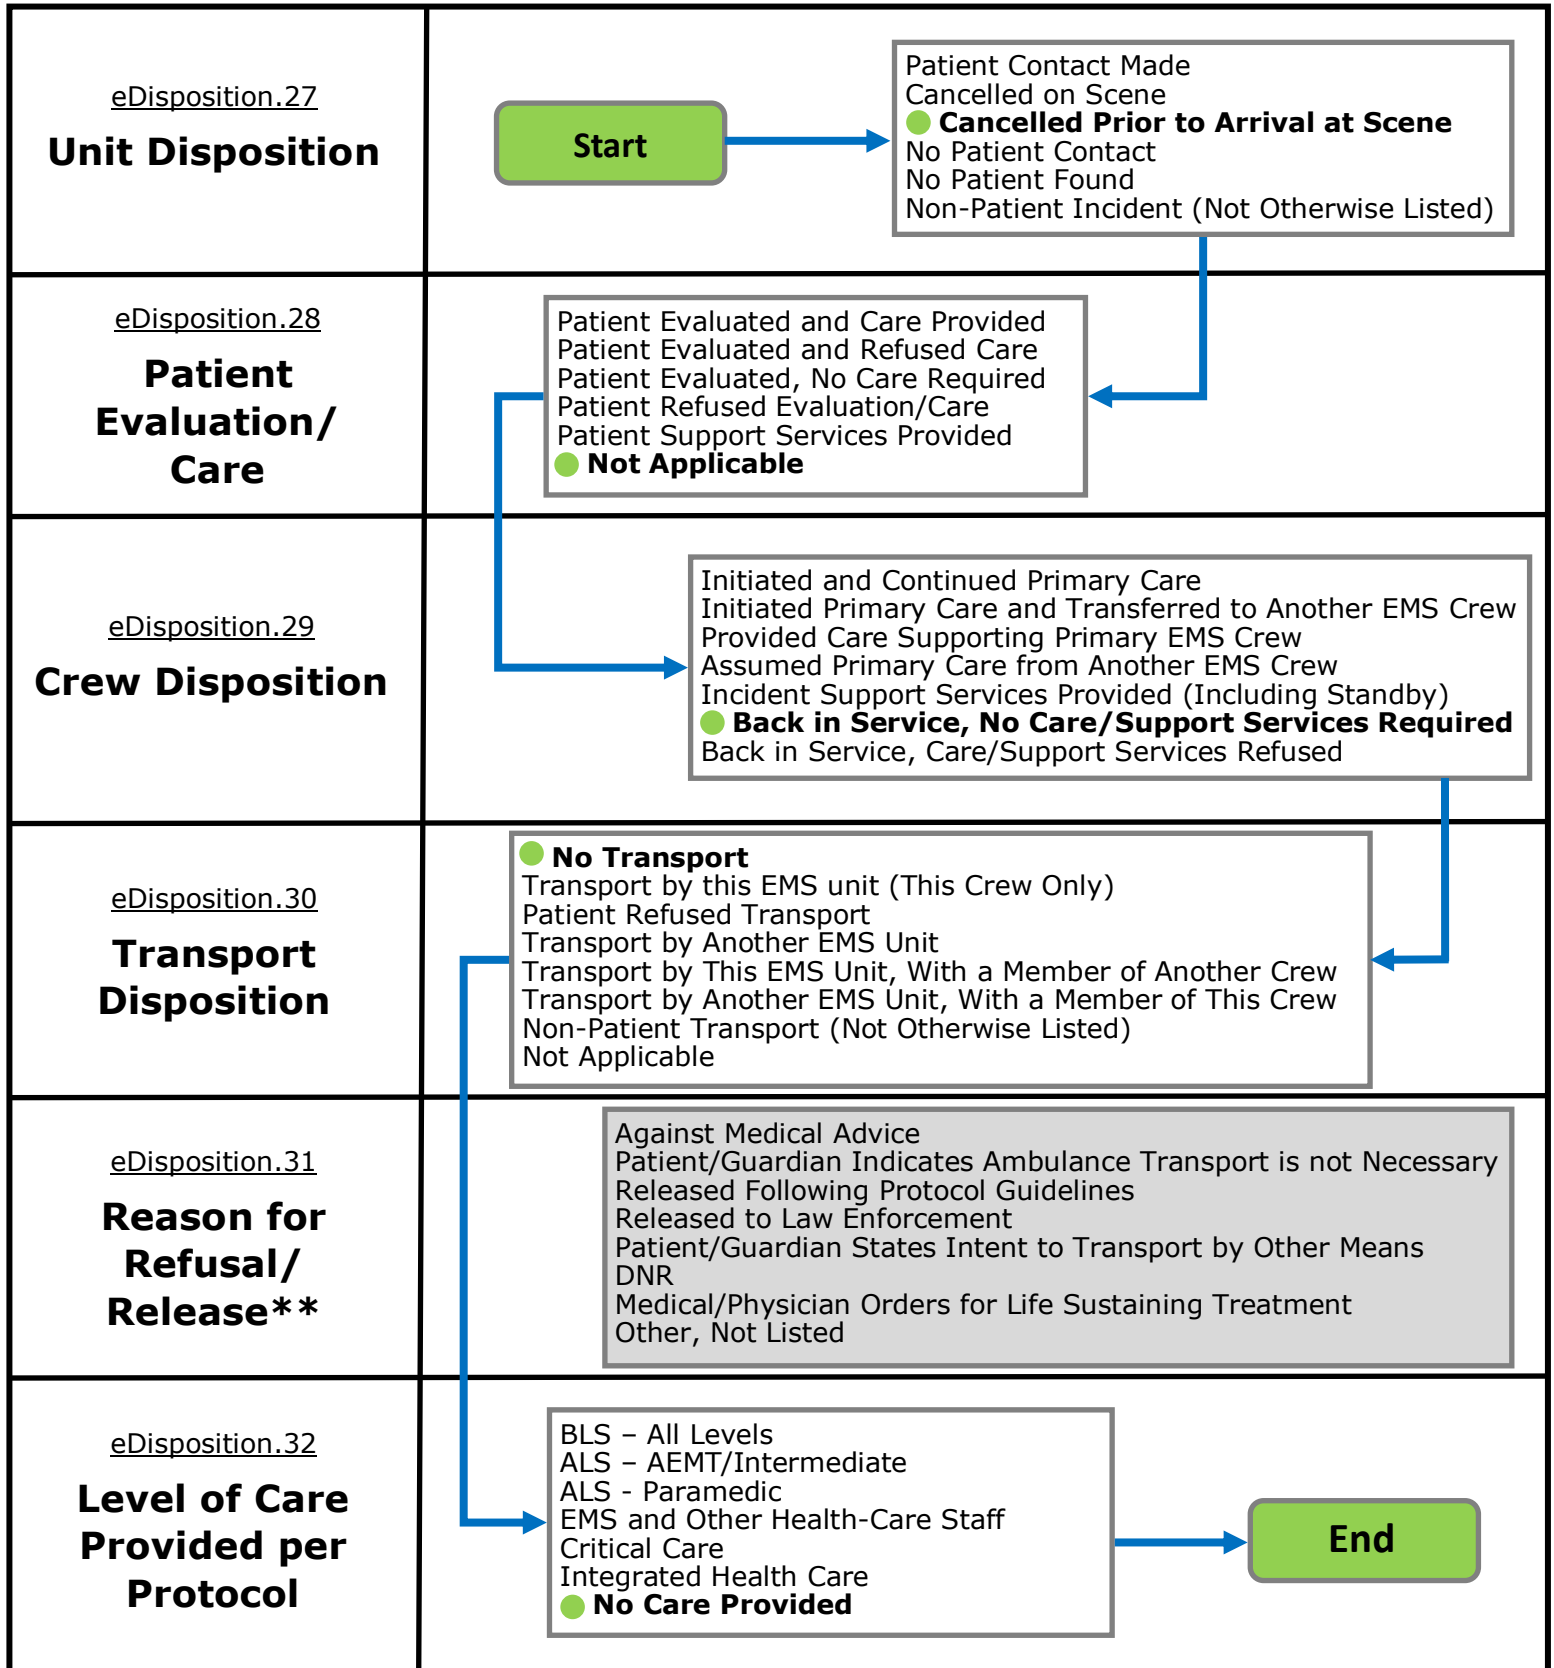 eDisposition.27
Unit Disposition
Start
Patient Contact Made
Cancelled on Scene
Cancelled Prior to Arrival at Scene
No Patient Contact
No Patient Found
Non-Patient Incident (Not Otherwise Listed)
eDisposition.28
Patient
Evaluation/
Care
Patient Evaluated and Care Provided
Patient Evaluated and Refused Care
Patient Evaluated, No Care Required
Patient Refused Evaluation/Care
Patient Support Services Provided
Not Applicable
eDisposition.29
Crew Disposition
Initiated and Continued Primary Care
Initiated Primary Care and Transferred to Another EMS Crew
Provided Care Supporting Primary EMS Crew
Assumed Primary Care from Another EMS Crew
Incident Support Services Provided (Including Standby)
Back in Service, No Care/Support Services Required
Back in Service, Care/Support Services Refused
eDisposition.30
Transport
Disposition
No Transport
Transport by this EMS unit (This Crew Only)
Patient Refused Transport
Transport by Another EMS Unit
Transport by This EMS Unit, With a Member of Another Crew
Transport by Another EMS Unit, With a Member of This Crew
Non-Patient Transport (Not Otherwise Listed)
Not Applicable
eDisposition.31
Reason for
Refusal/
Release**
Against Medical Advice
Patient/Guardian Indicates Ambulance Transport is not Necessary
Released Following Protocol Guidelines
Released to Law Enforcement
Patient/Guardian States Intent to Transport by Other Means
DNR
Medical/Physician Orders for Life Sustaining Treatment
Other, Not Listed
eDisposition.32
Level of Care
Provided per
Protocol
BLS – All Levels
ALS – AEMT/Intermediate
ALS - Paramedic
EMS and Other Health-Care Staff
Critical Care
Integrated Health Care
No Care Provided
End